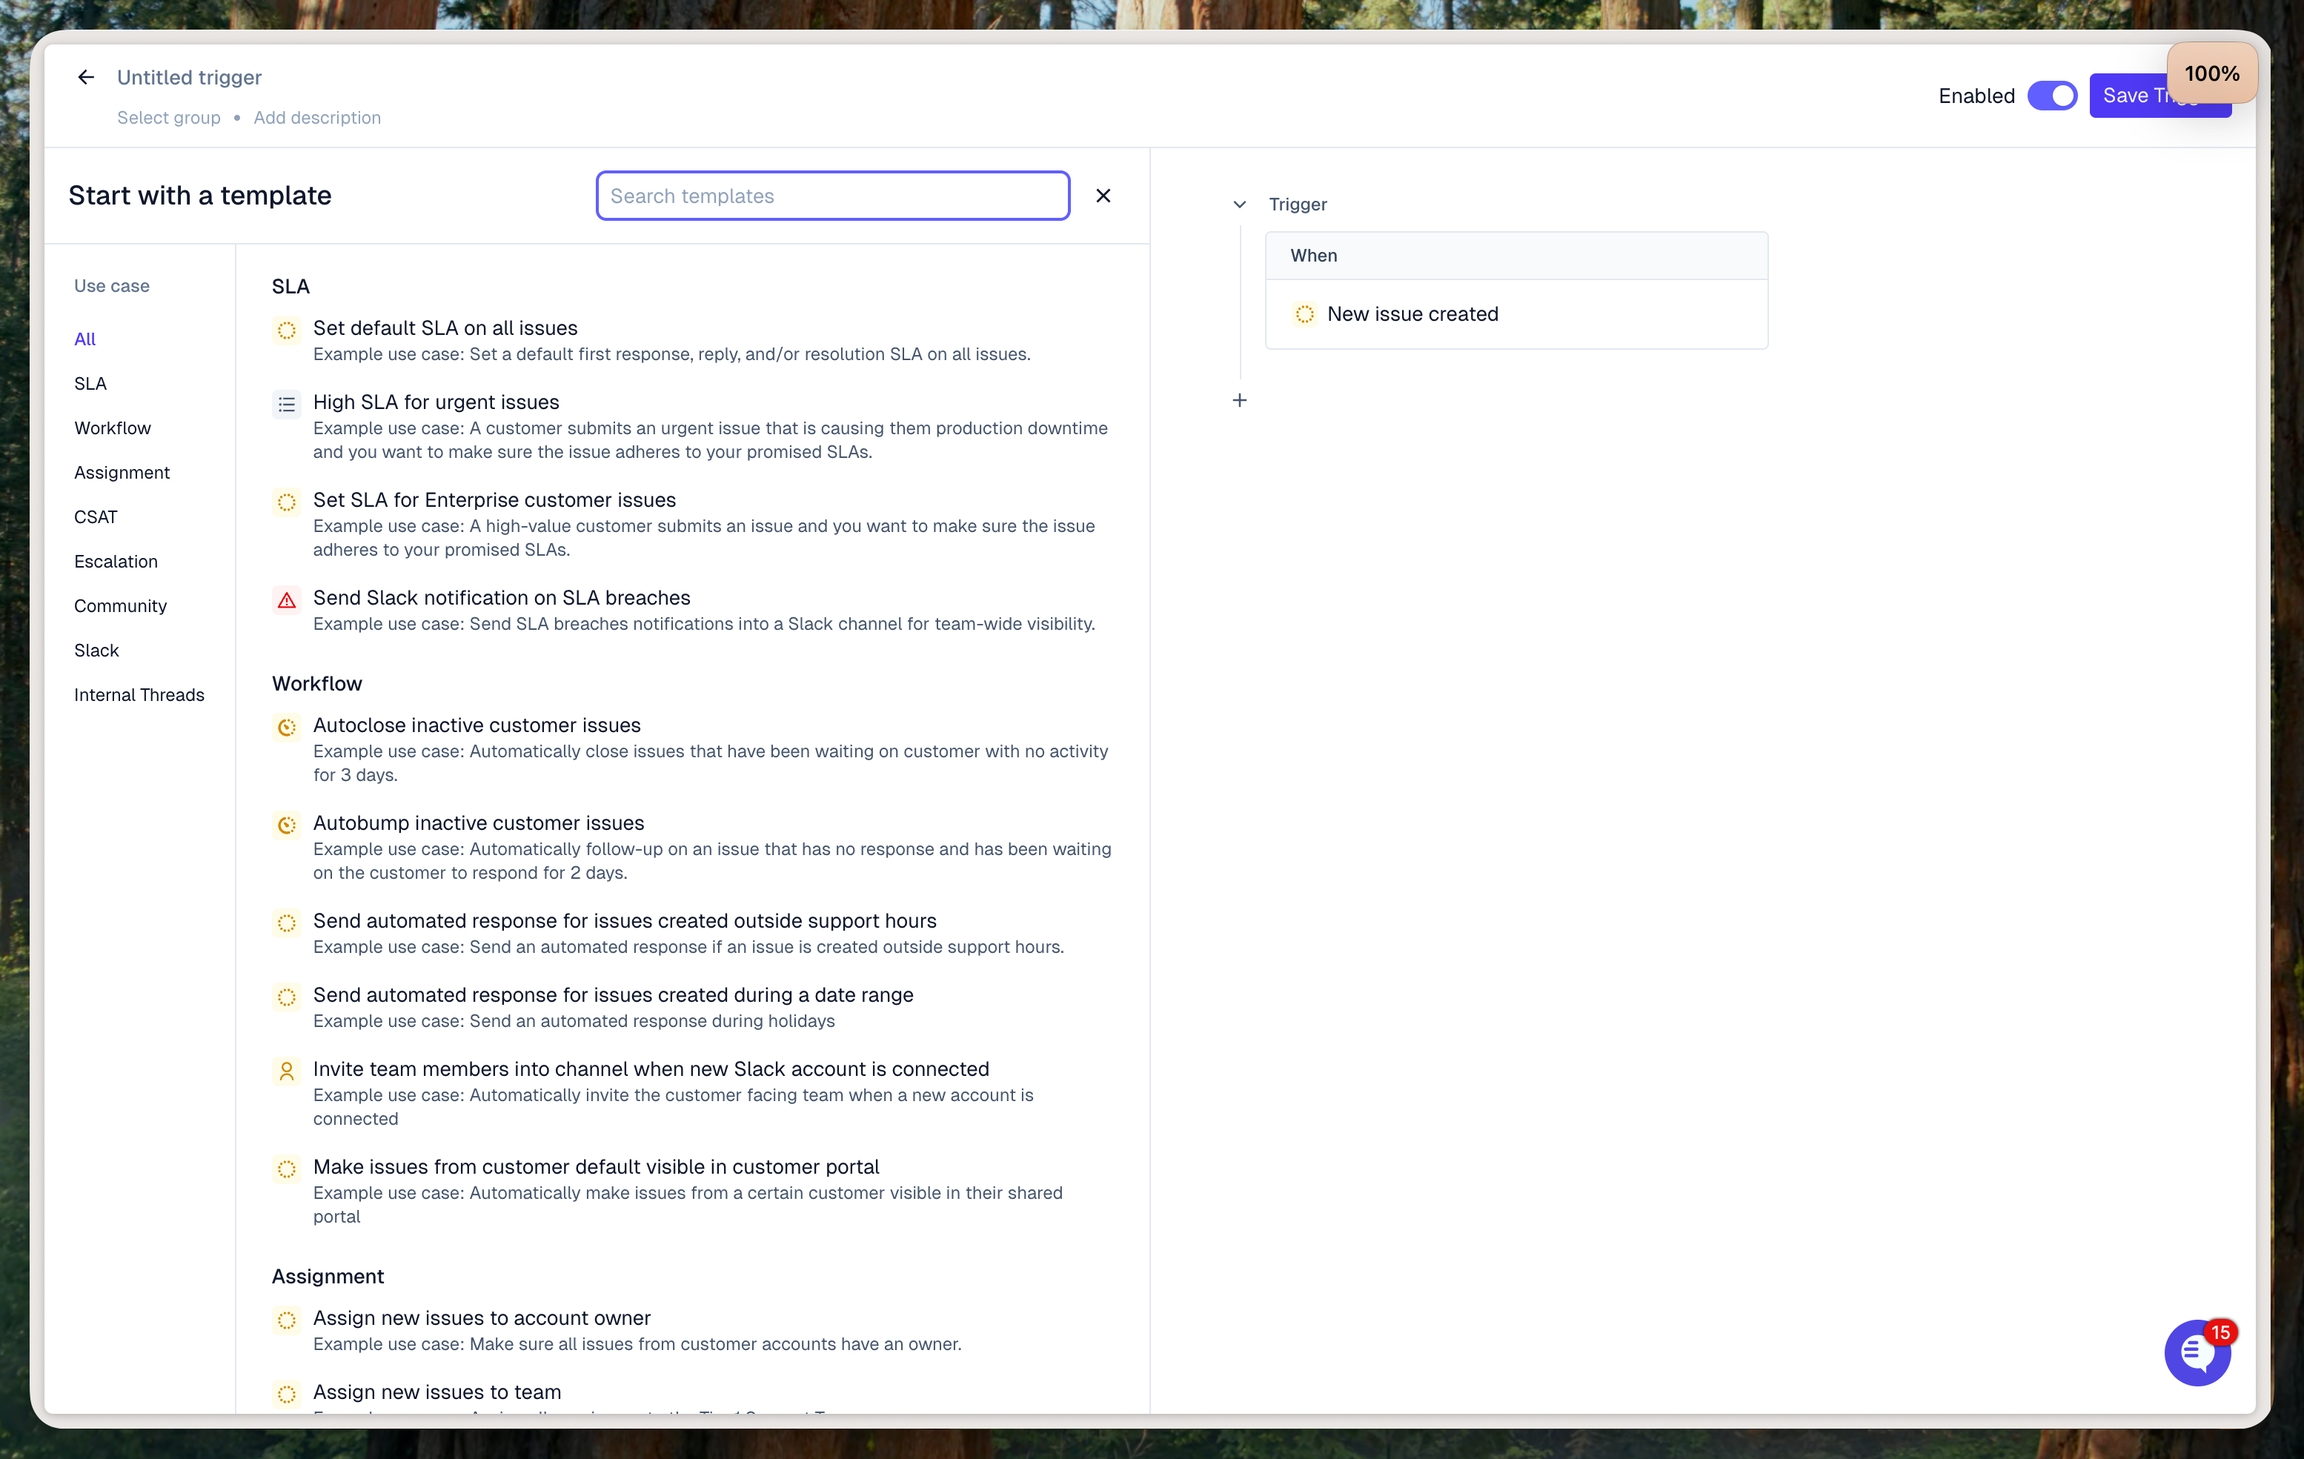 Untitled trigger
Select group • Add description
Enabled
Save Trigger
100%
Start with a template
Search templates
Use case
All
SLA
Workflow
Assignment
CSAT
Escalation
Community
Slack
Internal Threads
SLA
Set default SLA on all issues
Example use case: Set a default first response, reply, and/or resolution SLA on all issues.
High SLA for urgent issues
Example use case: A customer submits an urgent issue that is causing them production downtime
and you want to make sure the issue adheres to your promised SLAs.
Set SLA for Enterprise customer issues
Example use case: A high-value customer submits an issue and you want to make sure the issue
adheres to your promised SLAs.
Send Slack notification on SLA breaches
Example use case: Send SLA breaches notifications into a Slack channel for team-wide visibility.
Workflow
Autoclose inactive customer issues
Example use case: Automatically close issues that have been waiting on customer with no activity
for 3 days.
Autobump inactive customer issues
Example use case: Automatically follow-up on an issue that has no response and has been waiting
on the customer to respond for 2 days.
Send automated response for issues created outside support hours
Example use case: Send an automated response if an issue is created outside support hours.
Send automated response for issues created during a date range
Example use case: Send an automated response during holidays
Invite team members into channel when new Slack account is connected
Example use case: Automatically invite the customer facing team when a new account is
connected
Make issues from customer default visible in customer portal
Example use case: Automatically make issues from a certain customer visible in their shared
portal
Assignment
Assign new issues to account owner
Example use case: Make sure all issues from customer accounts have an owner.
Assign new issues to team
Trigger
When
New issue created
15